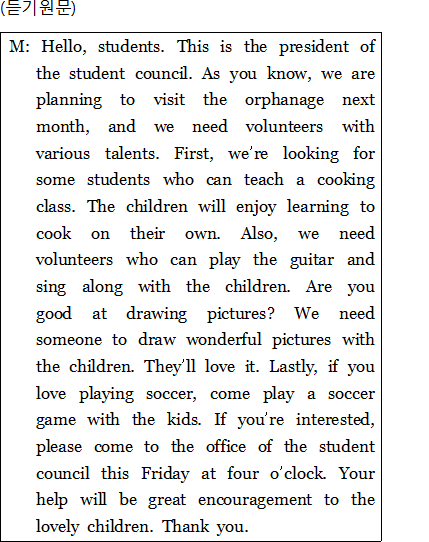 (듣기원문)
M: Hello, students. This is the president of
the student council. As you know, we are
planning to visit the orphanage next
month, and we need volunteers with
various talents. First, we're looking for
some students who can teach a cooking
class. The children will enjoy learning to
cook on their own. Also, we need
volunteers who can play the guitar and
sing along with the children. Are you
good at drawing pictures? We need
someone to draw wonderful pictures with
the children. They'll love it. Lastly, if you
love playing soccer, come play a soccer
game with the kids. If you're interested,
please come to the office of the student
council this Friday at four o'clock. Your
help will be great encouragement to the
lovely children. Thank you.